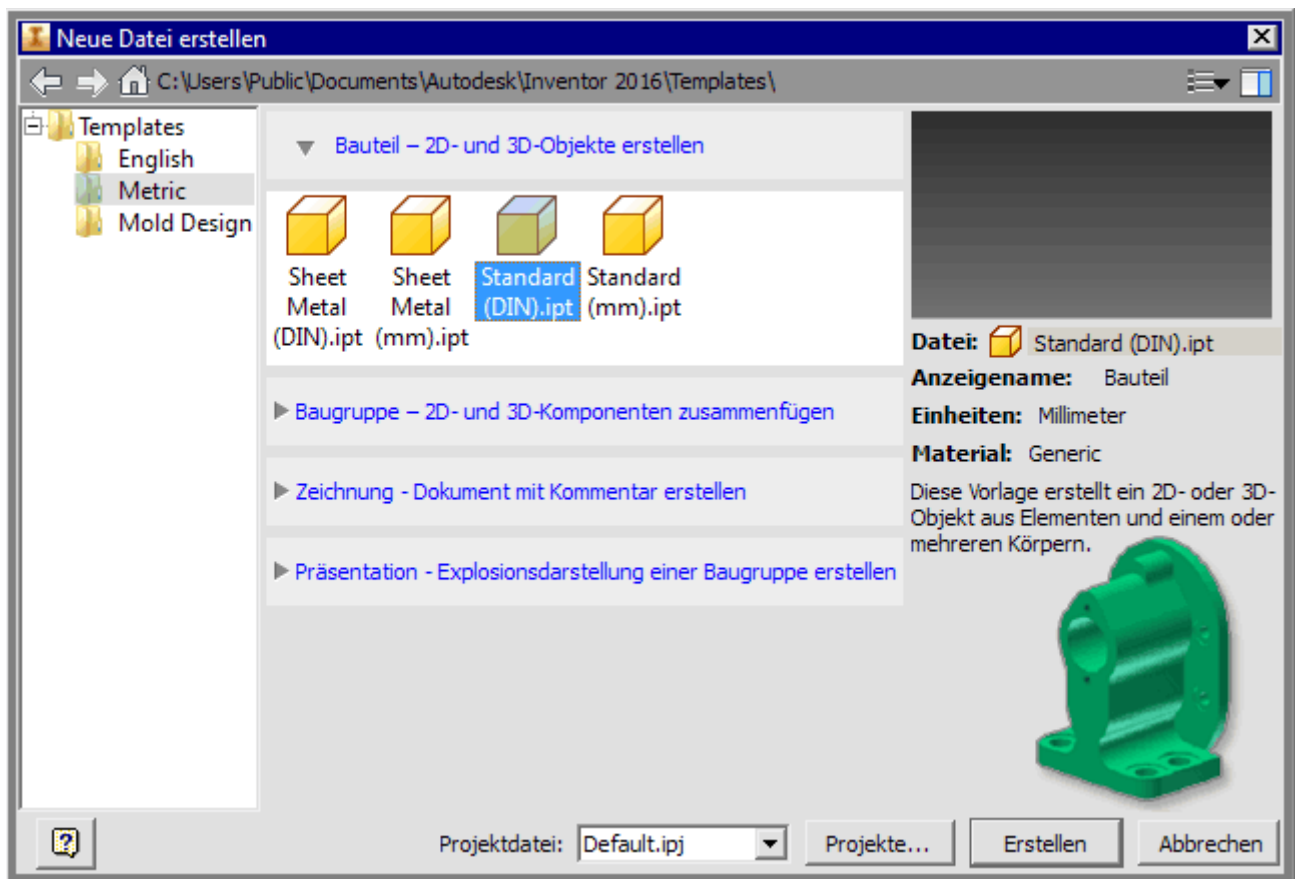 Neue Datei erstellen
C:\Users\Public\Documents\Autodesk\Inventor 2016\Templates\
Templates
English
Metric
Mold Design
Bauteil – 2D- und 3D-Objekte erstellen
Sheet Metal (DIN).ipt
Sheet Metal (mm).ipt
Standard (DIN).ipt
Standard (mm).ipt
Baugruppe – 2D- und 3D-Komponenten zusammenfügen
Zeichnung - Dokument mit Kommentar erstellen
Präsentation - Explosionsdarstellung einer Baugruppe erstellen
Datei: Standard (DIN).ipt
Anzeigename: Bauteil
Einheiten: Millimeter
Material: Generic
Diese Vorlage erstellt ein 2D- oder 3D-
Objekt aus Elementen und einem oder
mehreren Körpern.
Projektdatei: Default.ipj
Projekte...
Erstellen
Abbrechen